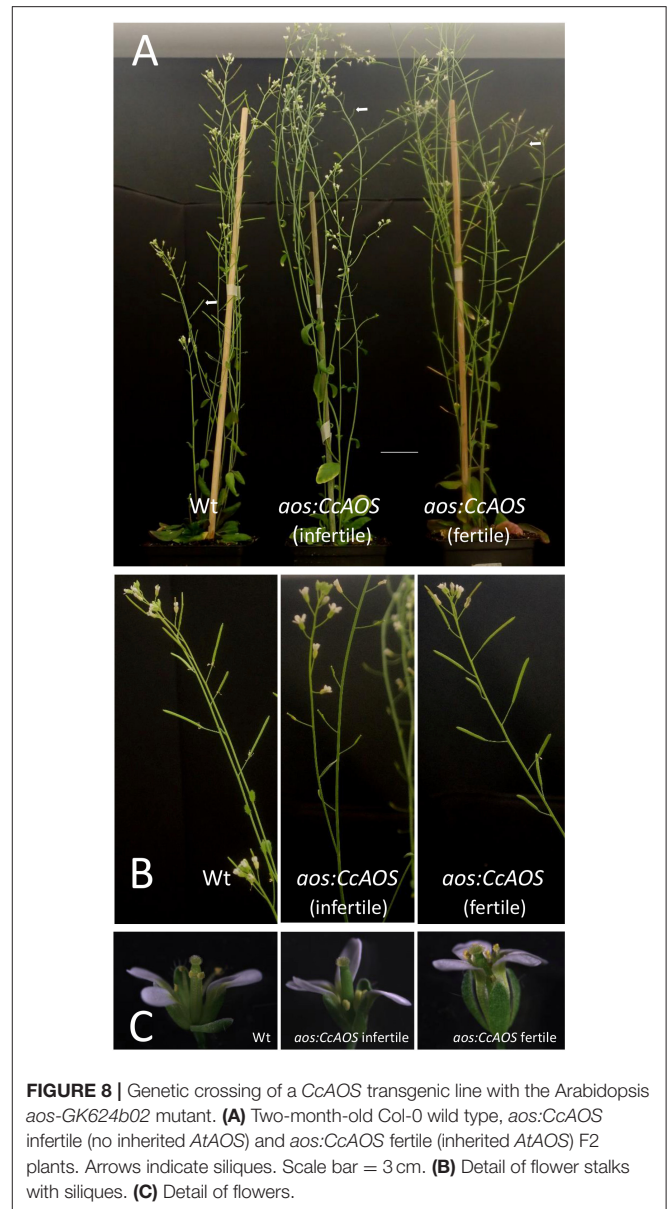 A
Wt aos:CcAOS aos:CcAOS
(infertile) (fertile)
B Wt aos:CcAOS aos:CcAOS
(infertile) (fertile)
C Wt aos:CcAOS infertile aos:CcAOS fertile
FIGURE 8 | Genetic crossing of a CcAOS transgenic line with the Arabidopsis
aos-GK624b02 mutant. (A) Two-month-old Col-0 wild type, aos:CcAOS
infertile (no inherited AtAOS) and aos:CcAOS fertile (inherited AtAOS) F2
plants. Arrows indicate siliques. Scale bar = 3 cm. (B) Detail of flower stalks
with siliques. (C) Detail of flowers.